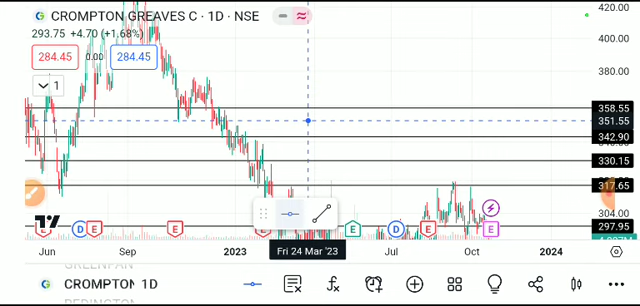 CROMPTON GREAVES C · 1D · NSE
293.75 +4.70 (+1.68%)
284.45 0.00 284.45
1
420.00
400.00
380.00
358.55
351.55
342.90
330.15
317.65
304.00
297.95
E D E E E E D E E
Jun Sep 2023 Fri 24 Mar '23 Jul Oct 2024
CROMPTON 1D